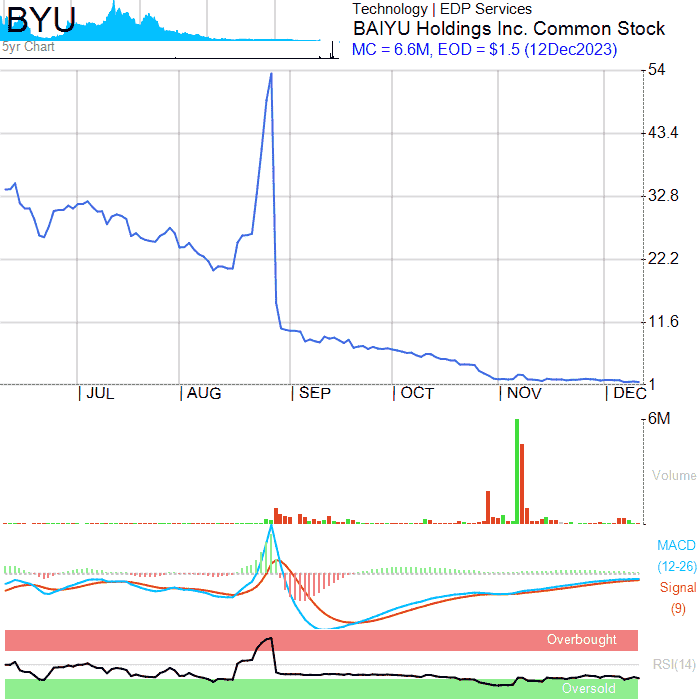 BYU
5yr Chart
Technology | EDP Services
BAIYU Holdings Inc. Common Stock
MC = 6.6M, EOD = $1.5 (12Dec2023)
54
43.4
32.8
22.2
11.6
1
| JUL | AUG | SEP | OCT | NOV | DEC
6M
Volume
MACD
(12-26)
Signal
(9)
Overbought
RSI(14)
Oversold